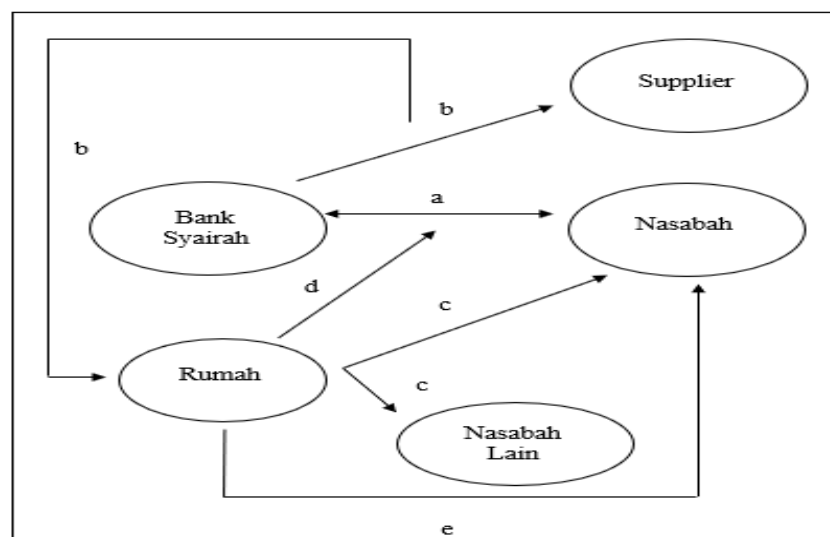 Supplier
b
b
a
Bank
Syairah
Nasabah
d
c
Rumah
c
Nasabah
Lain
e